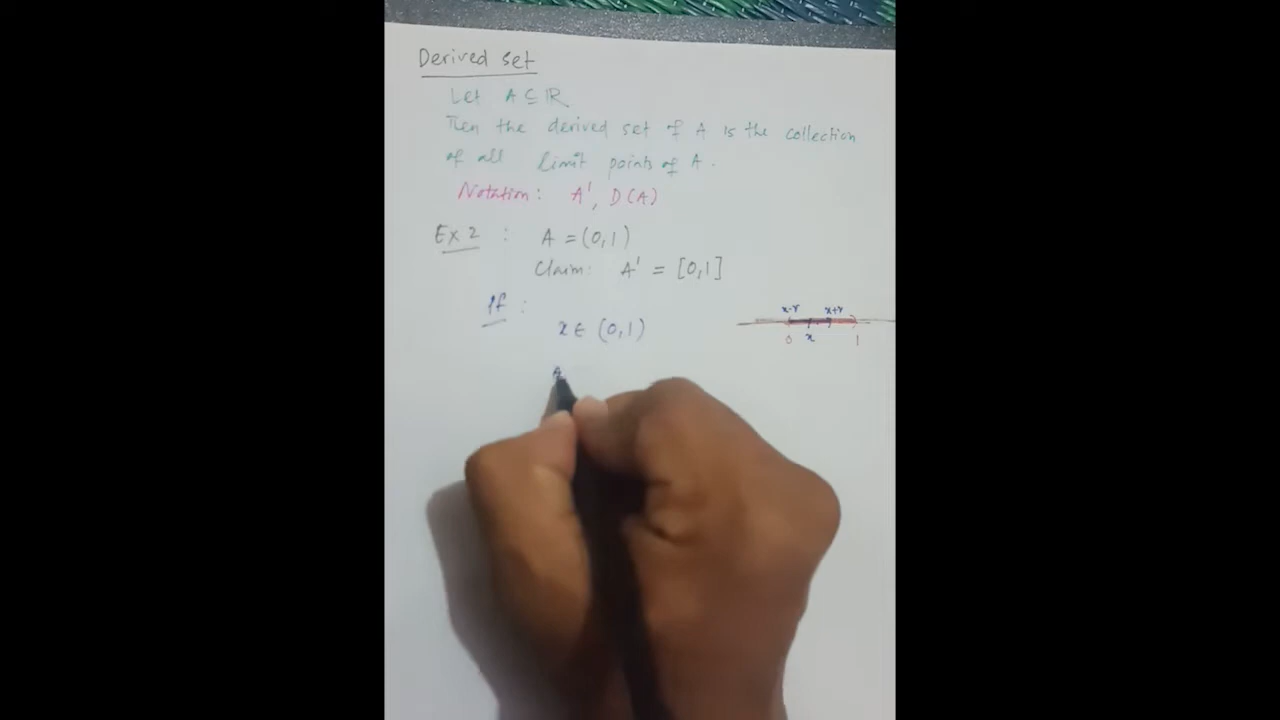 Derived set
Let A ⊆ ℝ
Then the derived set of A is the collection
of all limit points of A.
Notation: A', D(A)
Ex 2 : A = (0,1)
Claim: A' = [0,1]
Pf :
x-r x+r
x ∈ (0,1)
0 x 1
A